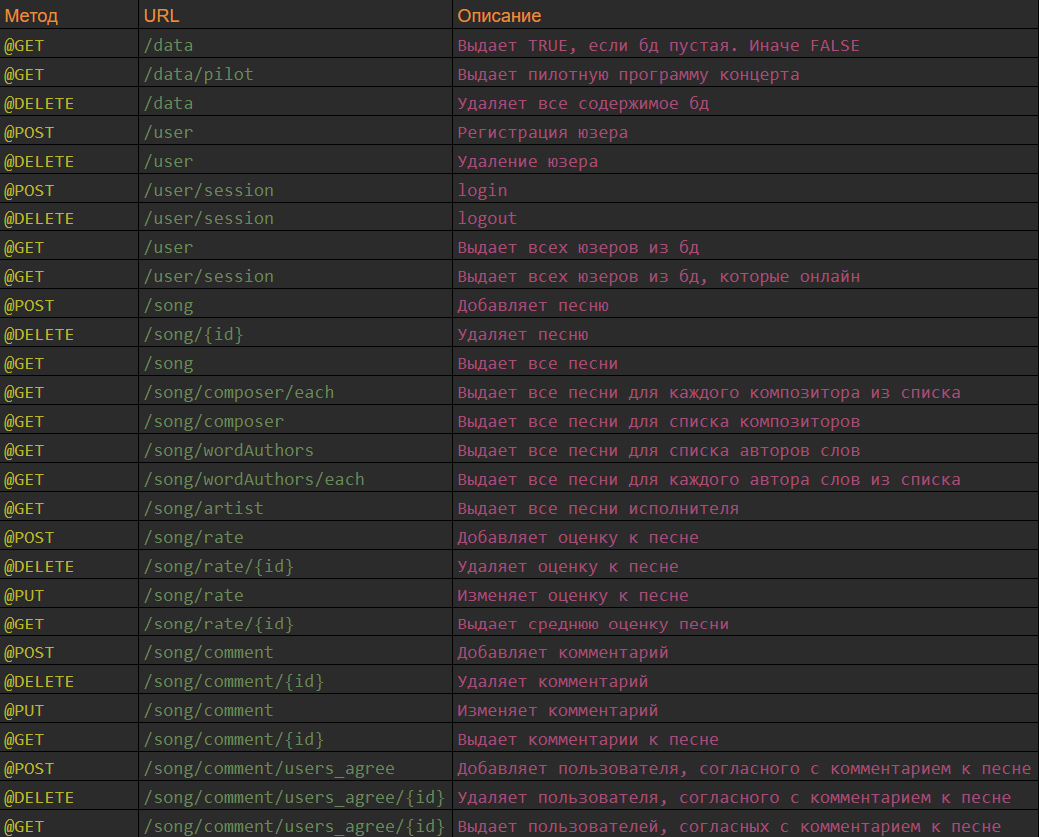 Метод URL Описание
@GET /data Выдает TRUE, если бд пустая. Иначе FALSE
@GET /data/pilot Выдает пилотную программу концерта
@DELETE /data Удаляет все содержимое бд
@POST /user Регистрация юзера
@DELETE /user Удаление юзера
@POST /user/session login
@DELETE /user/session logout
@GET /user Выдает всех юзеров из бд
@GET /user/session Выдает всех юзеров из бд, которые онлайн
@POST /song Добавляет песню
@DELETE /song/{id} Удаляет песню
@GET /song Выдает все песни
@GET /song/composer/each Выдает все песни для каждого композитора из списка
@GET /song/composer Выдает все песни для списка композиторов
@GET /song/wordAuthors Выдает все песни для списка авторов слов
@GET /song/wordAuthors/each Выдает все песни для каждого автора слов из списка
@GET /song/artist Выдает все песни исполнителя
@POST /song/rate Добавляет оценку к песне
@DELETE /song/rate/{id} Удаляет оценку к песне
@PUT /song/rate Изменяет оценку к песне
@GET /song/rate/{id} Выдает среднюю оценку песни
@POST /song/comment Добавляет комментарий
@DELETE /song/comment/{id} Удаляет комментарий
@PUT /song/comment Изменяет комментарий
@GET /song/comment/{id} Выдает комментарии к песне
@POST /song/comment/users_agree Добавляет пользователя, согласного с комментарием к песне
@DELETE /song/comment/users_agree/{id} Удаляет пользователя, согласного с комментарием к песне
@GET /song/comment/users_agree/{id} Выдает пользователей, согласных с комментарием к песне